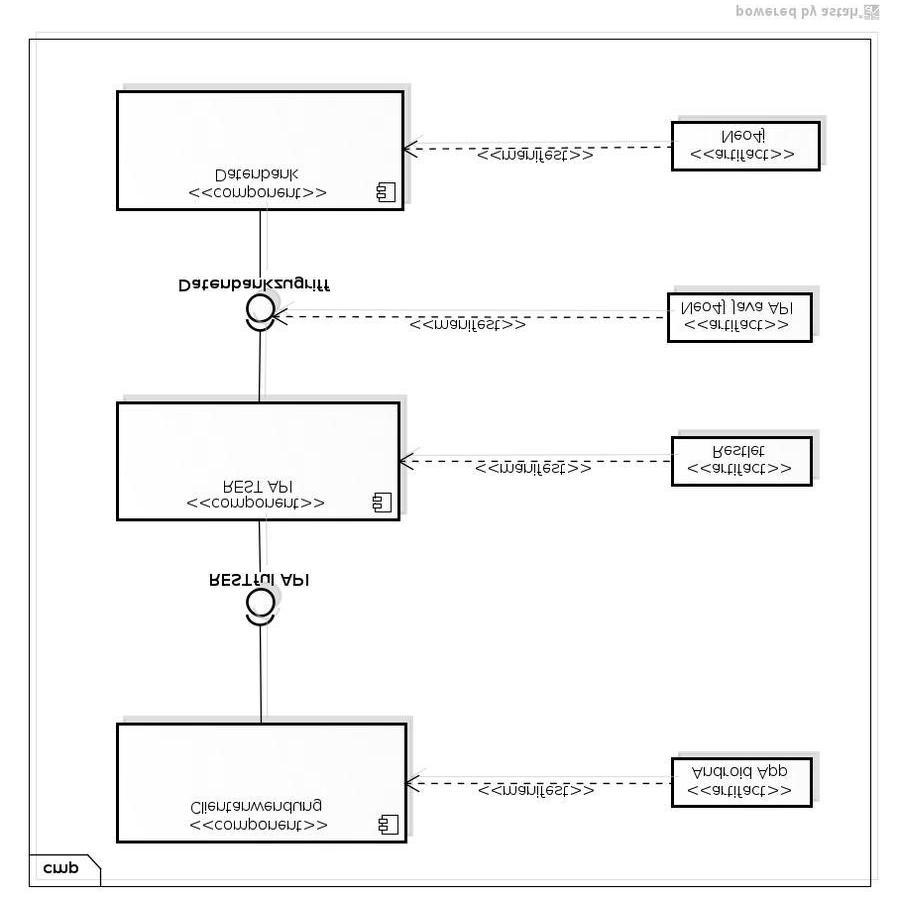 cmp
<<component>>
Clientanwendung
<<manifest>>
<<artifact>>
Android App
RESTful API
<<component>>
REST API
<<manifest>>
<<artifact>>
Restlet
Datenbankzugriff
<<manifest>>
<<artifact>>
Neo4j Java API
<<component>>
Datenbank
<<manifest>>
<<artifact>>
Neo4j
powered by astah*